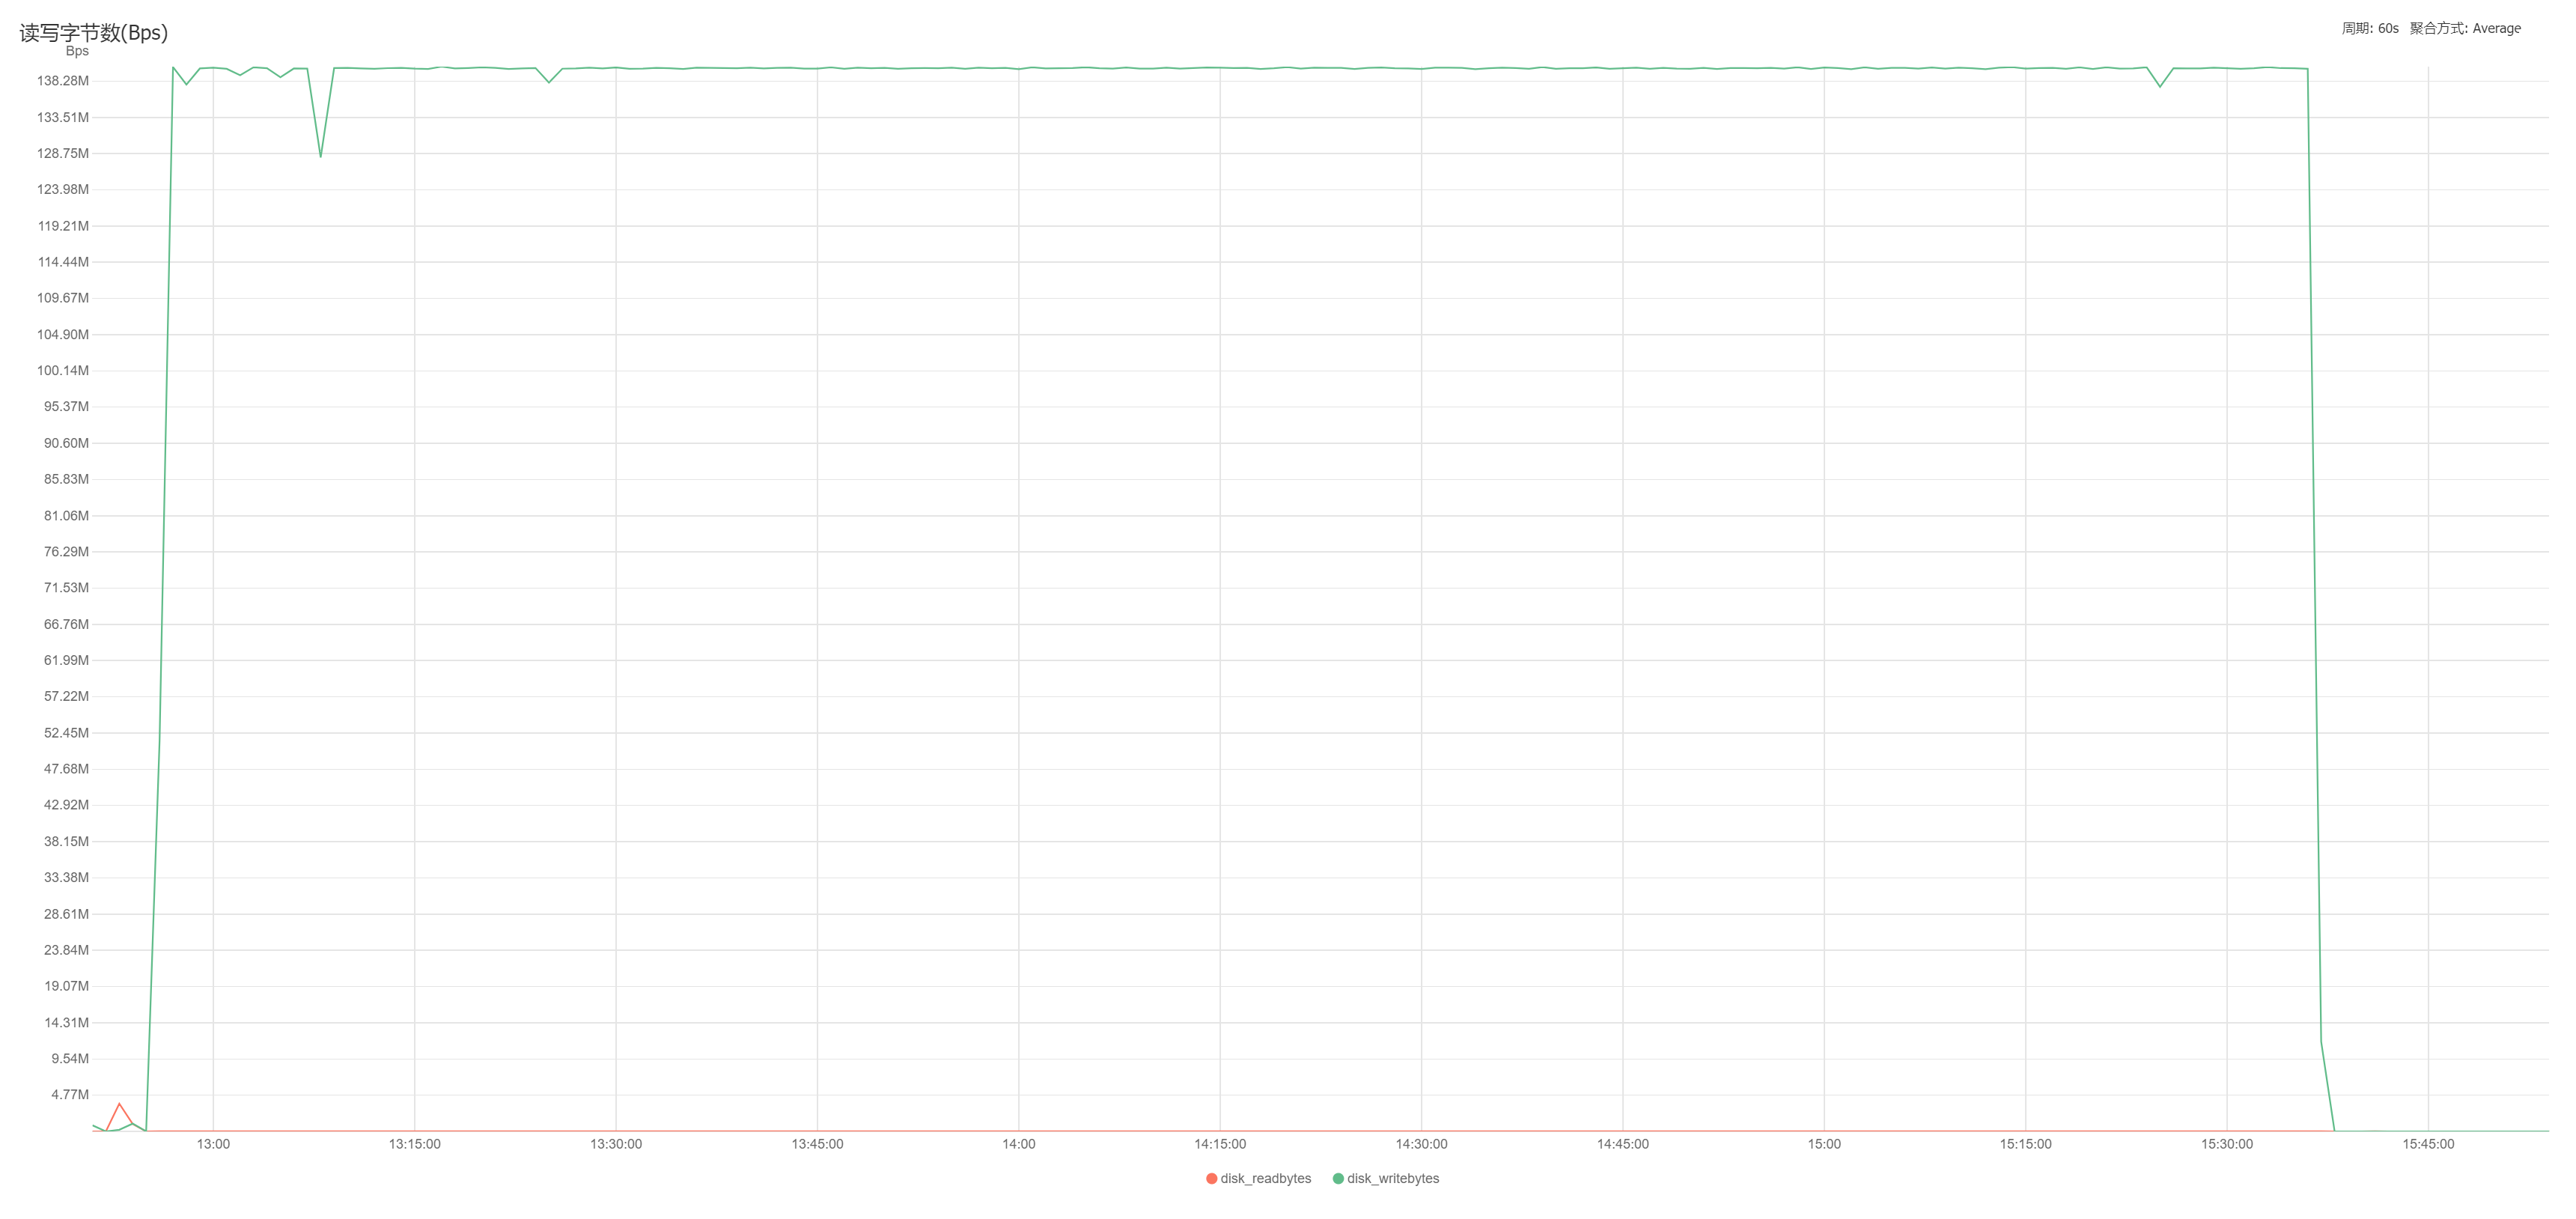 读写字节数(Bps)
周期: 60s 聚合方式: Average
Bps
138.28M
133.51M
128.75M
123.98M
119.21M
114.44M
109.67M
104.90M
100.14M
95.37M
90.60M
85.83M
81.06M
76.29M
71.53M
66.76M
61.99M
57.22M
52.45M
47.68M
42.92M
38.15M
33.38M
28.61M
23.84M
19.07M
14.31M
9.54M
4.77M
13:00 13:15:00 13:30:00 13:45:00 14:00 14:15:00 14:30:00 14:45:00 15:00 15:15:00 15:30:00 15:45:00
disk_readbytes disk_writebytes